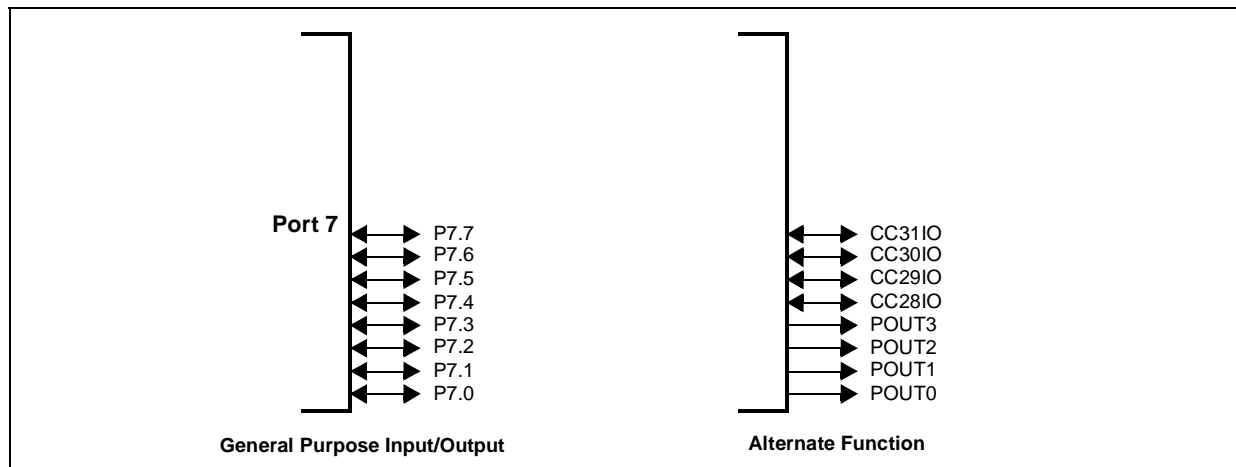 Port 7
P7.7
P7.6
P7.5
P7.4
P7.3
P7.2
P7.1
P7.0
General Purpose Input/Output
CC31IO
CC30IO
CC29IO
CC28IO
POUT3
POUT2
POUT1
POUT0
Alternate Function